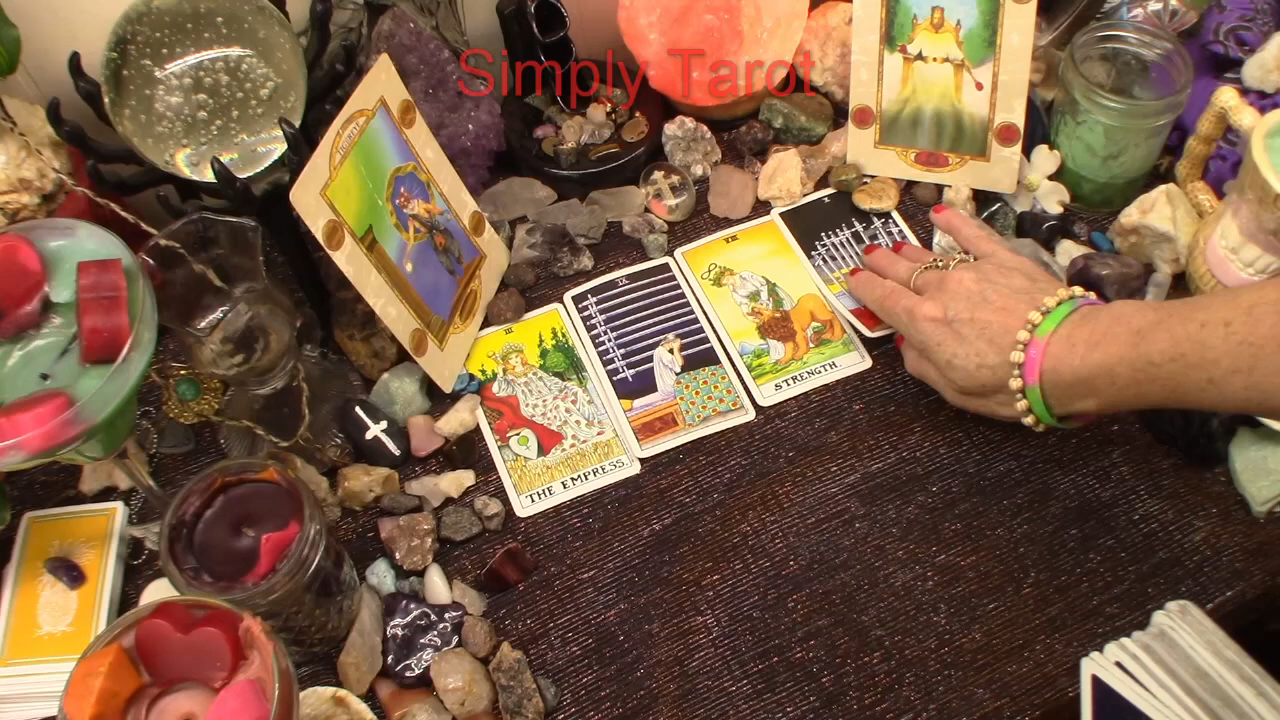 Simply Tarot
X
VIII
IX
III
STRENGTH.
THE EMPRESS.